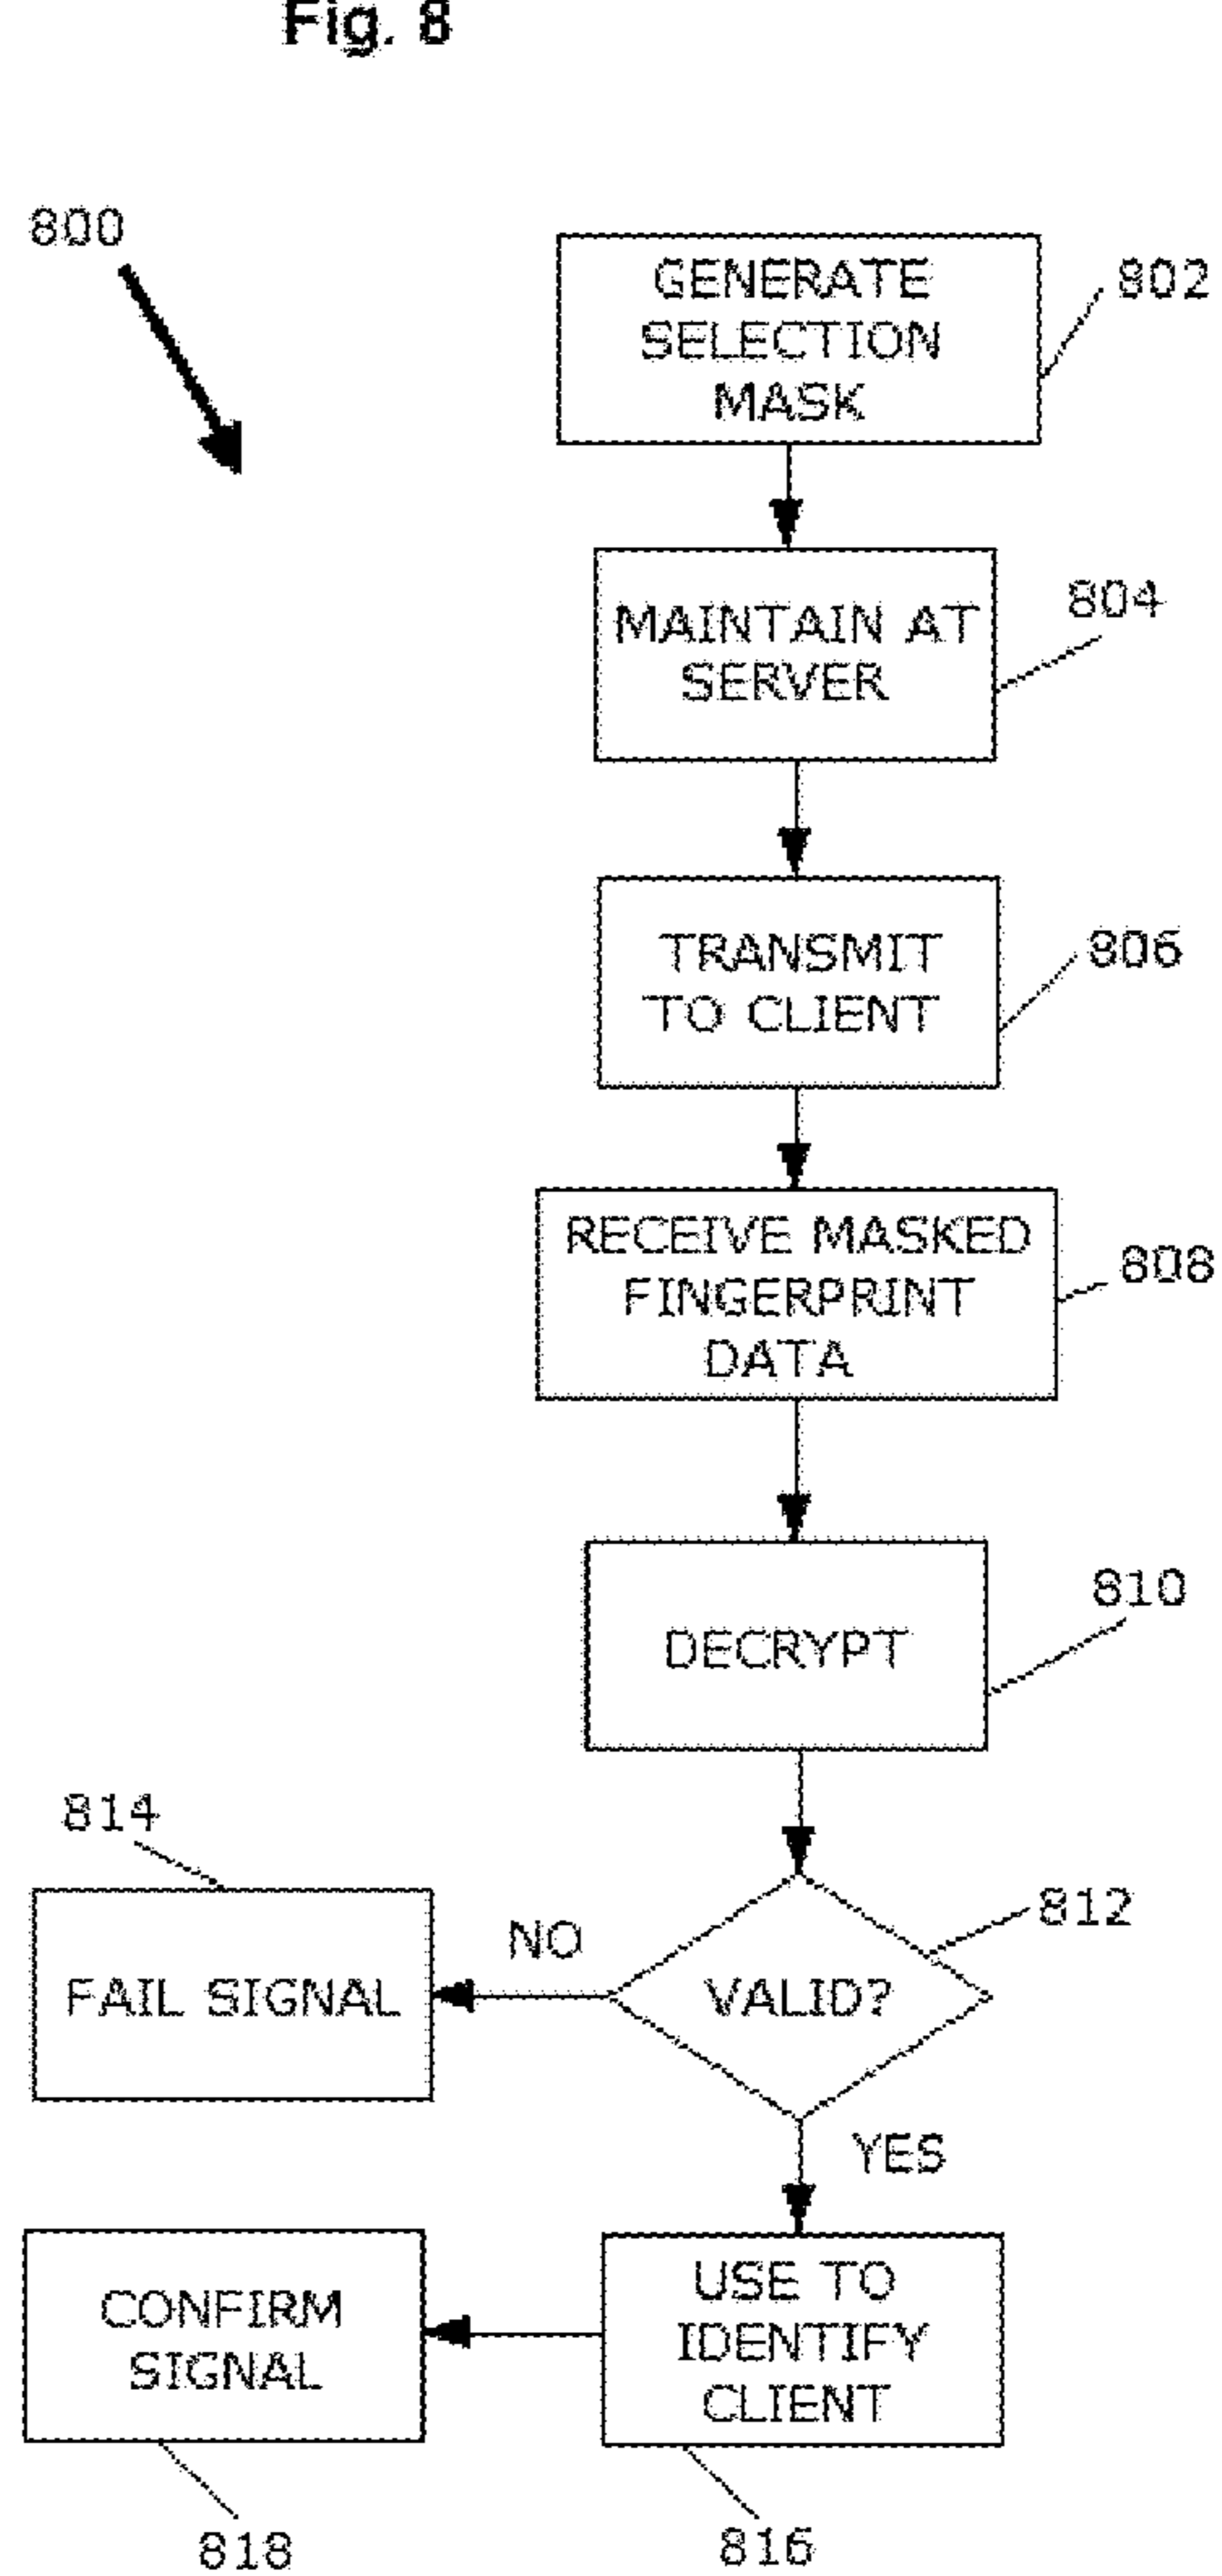 Fig. 8
800
GENERATE
SELECTION
MASK
802
MAINTAIN AT
SERVER
804
TRANSMIT
TO CLIENT
806
RECEIVE MASKED
FINGERPRINT
DATA
808
DECRYPT
810
814
FAIL SIGNAL
NO
VALID?
812
YES
CONFIRM
SIGNAL
USE TO
IDENTIFY
CLIENT
818
816